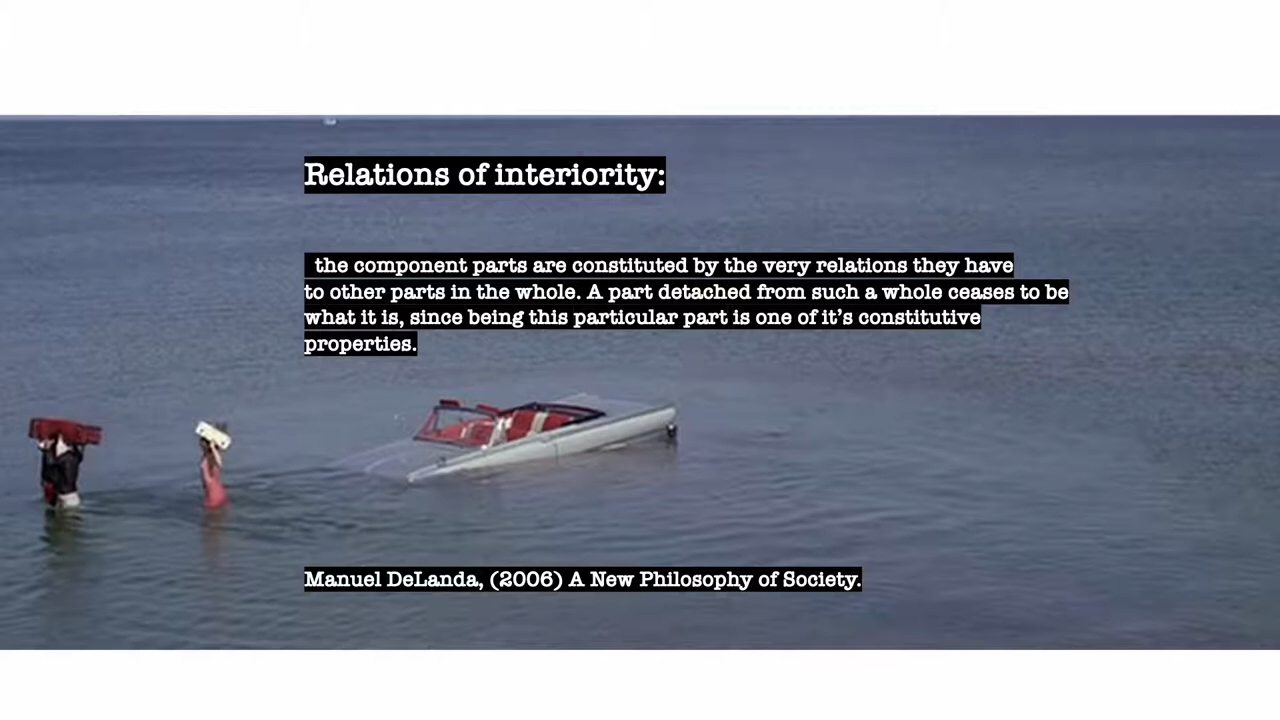 Relations of interiority:
the component parts are constituted by the very relations they have
to other parts in the whole. A part detached from such a whole ceases to be
what it is, since being this particular part is one of it’s constitutive
properties.
Manuel DeLanda, (2006) A New Philosophy of Society.